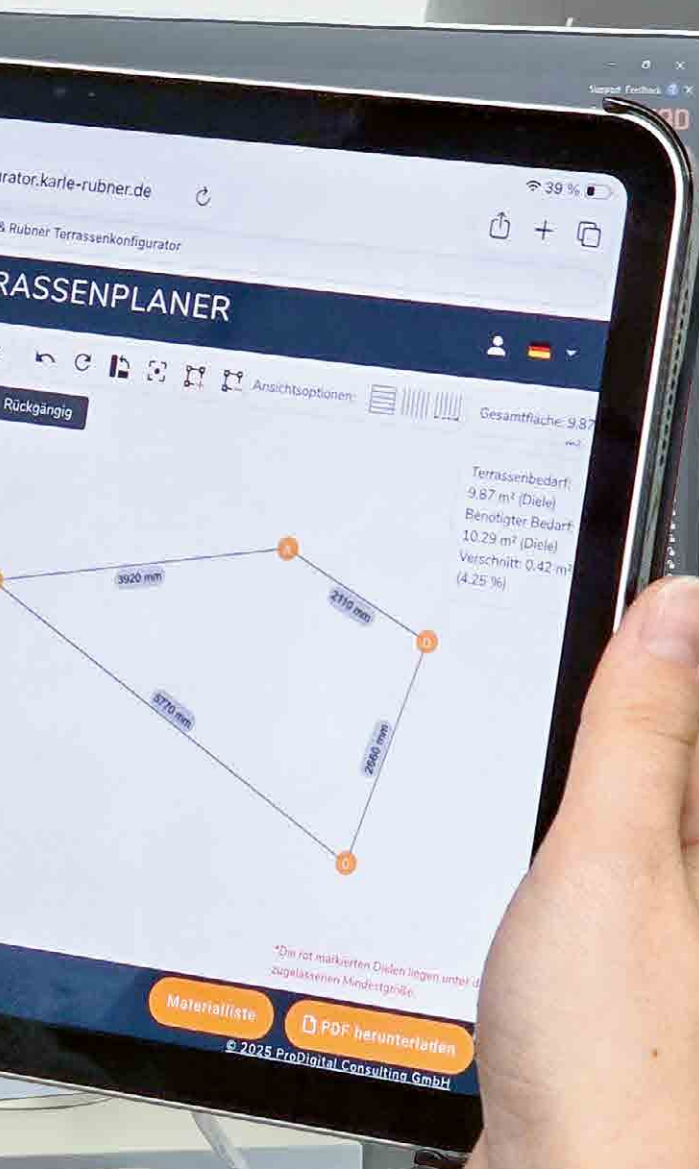 Support Feedback
39 %
rator.karle-rubner.de
& Rubner Terrassenkonfigurator
RASSENPLANER
Ansichtsoptionen:
Gesamtfläche: 9,87
m²
Rückgängig
Terrassenbedarf:
9.87 m² (Diele)
Benötigter Bedarf:
10.29 m² (Diele)
Verschnitt: 0.42 m²
(4.25 %)
A
3920 mm
2110 mm
D
5770 mm
2660 mm
*Die rot markierten Dielen liegen unter d
zugelassenen Mindestgröße.
Materialliste
PDF herunterladen
© 2025 ProDigital Consulting GmbH